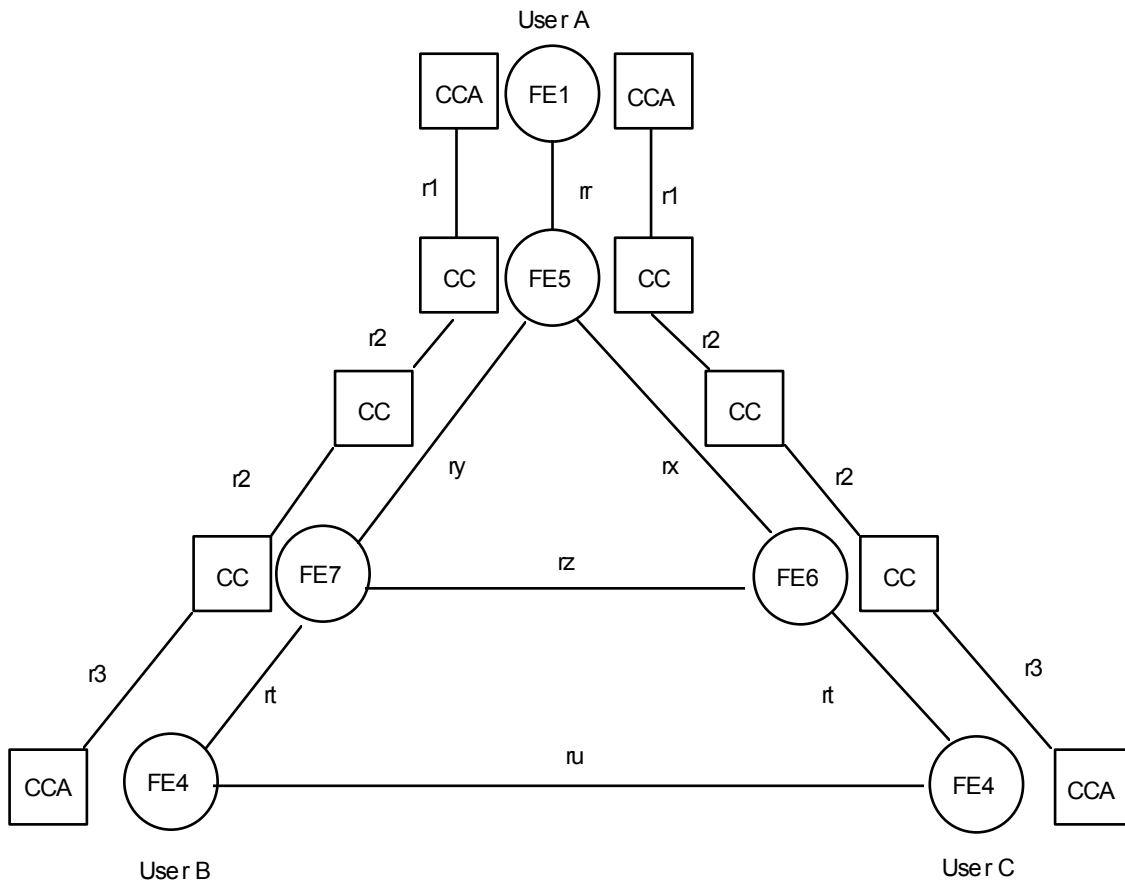 User A
CCA FE1 CCA
r1 rr r1
CC FE5 CC
r2 r2
CC CC
r2 ry rx r2
CC FE7 rz FE6 CC
r3 rt rt r3
CCA FE4 ru FE4 CCA
User B User C